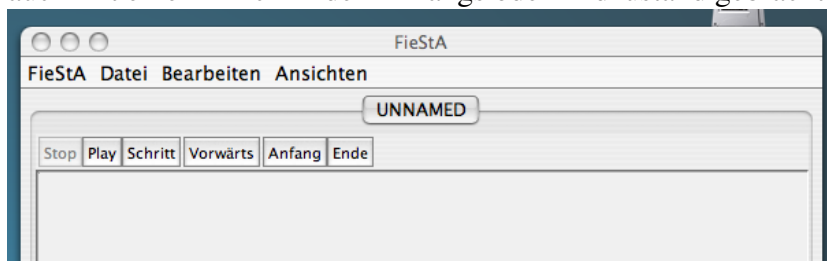 FieStA
FieStA Datei Bearbeiten Ansichten
UNNAMED
Stop Play Schritt Vorwärts Anfang Ende